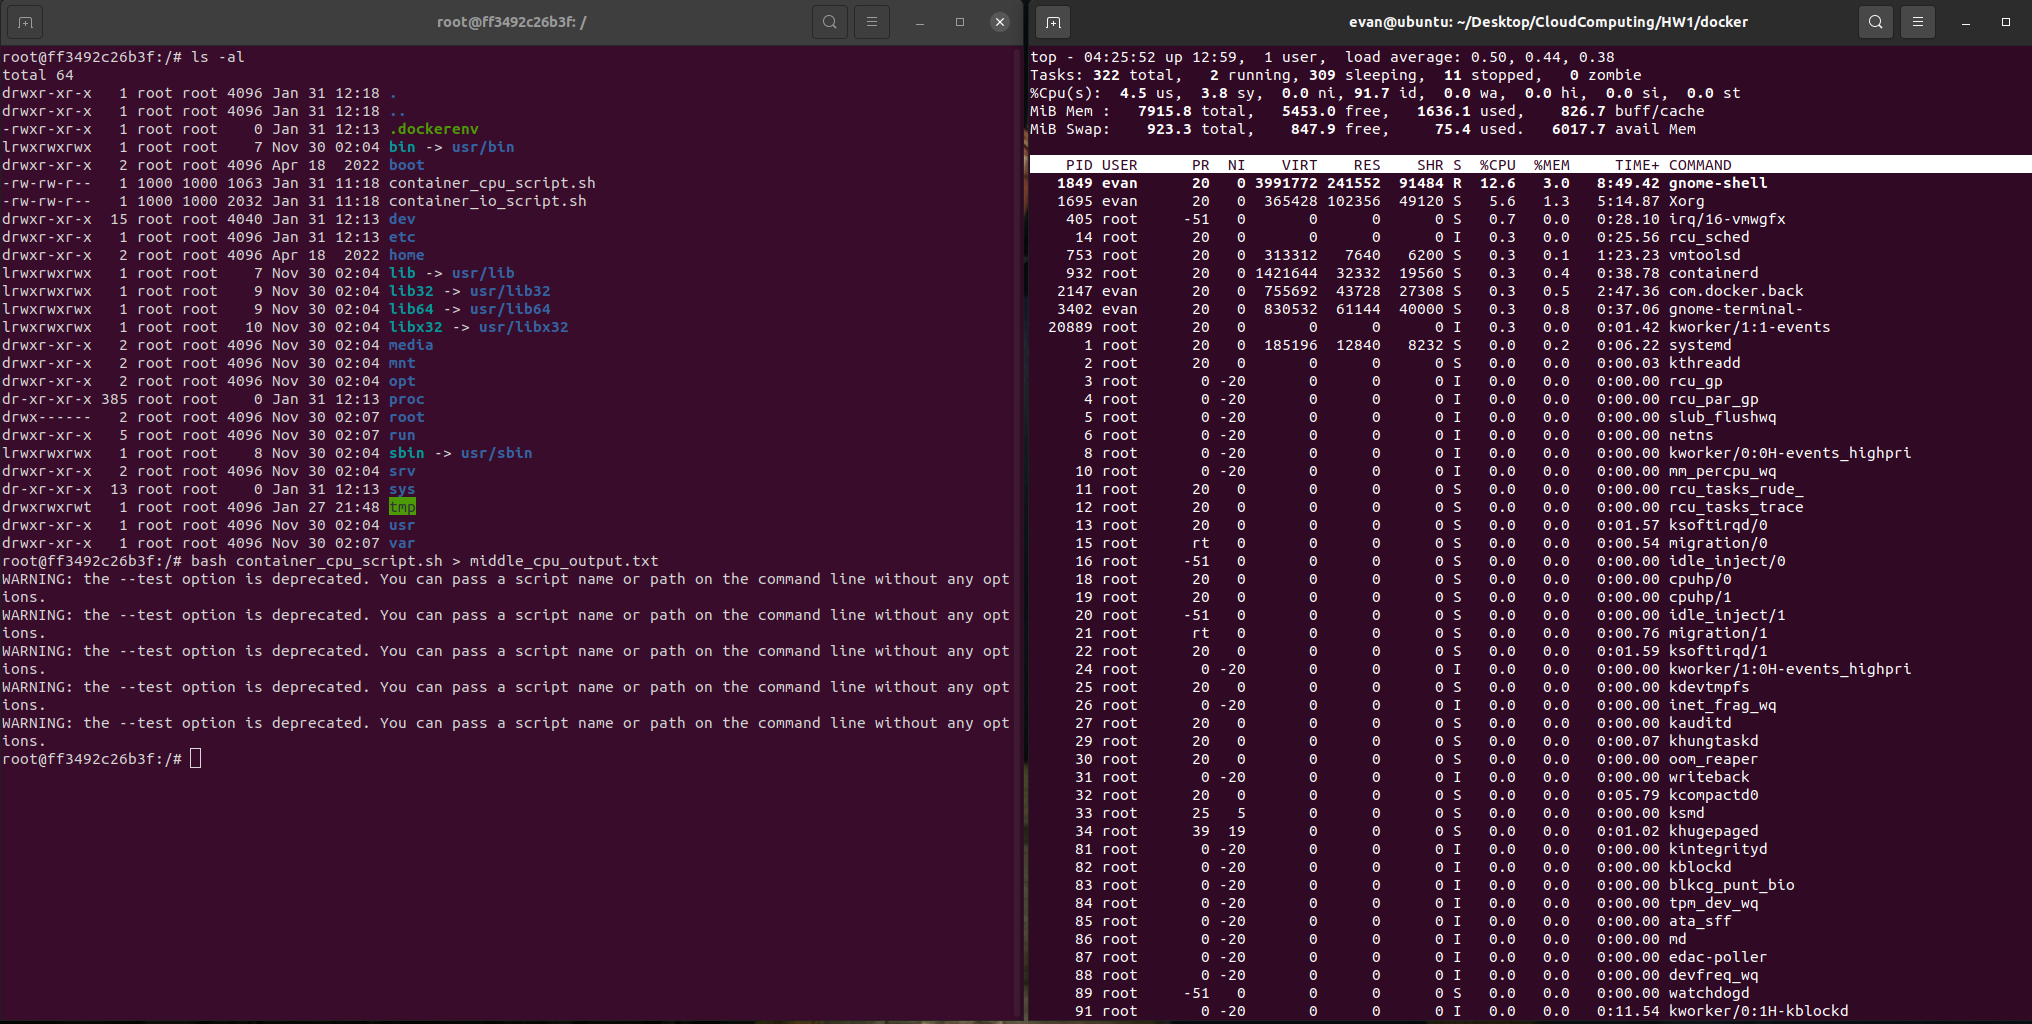 root@ff3492c26b3f: /
root@ff3492c26b3f:/# ls -al
total 64
drwxr-xr-x   1 root root 4096 Jan 31 12:18 .
drwxr-xr-x   1 root root 4096 Jan 31 12:18 ..
-rwxr-xr-x   1 root root    0 Jan 31 12:13 .dockerenv
lrwxrwxrwx   1 root root    7 Nov 30 02:04 bin -> usr/bin
drwxr-xr-x   2 root root 4096 Apr 18  2022 boot
-rw-rw-r--   1 1000 1000 1063 Jan 31 11:18 container_cpu_script.sh
-rw-rw-r--   1 1000 1000 2032 Jan 31 11:18 container_io_script.sh
drwxr-xr-x  15 root root 4040 Jan 31 12:13 dev
drwxr-xr-x   1 root root 4096 Jan 31 12:13 etc
drwxr-xr-x   2 root root 4096 Apr 18  2022 home
lrwxrwxrwx   1 root root    7 Nov 30 02:04 lib -> usr/lib
lrwxrwxrwx   1 root root    9 Nov 30 02:04 lib32 -> usr/lib32
lrwxrwxrwx   1 root root    9 Nov 30 02:04 lib64 -> usr/lib64
lrwxrwxrwx   1 root root   10 Nov 30 02:04 libx32 -> usr/libx32
drwxr-xr-x   2 root root 4096 Nov 30 02:04 media
drwxr-xr-x   2 root root 4096 Nov 30 02:04 mnt
drwxr-xr-x   2 root root 4096 Nov 30 02:04 opt
dr-xr-xr-x 385 root root    0 Jan 31 12:13 proc
drwx------   2 root root 4096 Nov 30 02:07 root
drwxr-xr-x   5 root root 4096 Nov 30 02:07 run
lrwxrwxrwx   1 root root    8 Nov 30 02:04 sbin -> usr/sbin
drwxr-xr-x   2 root root 4096 Nov 30 02:04 srv
dr-xr-xr-x  13 root root    0 Jan 31 12:13 sys
drwxrwxrwt   1 root root 4096 Jan 27 21:48 tmp
drwxr-xr-x   1 root root 4096 Nov 30 02:04 usr
drwxr-xr-x   1 root root 4096 Nov 30 02:07 var
root@ff3492c26b3f:/# bash container_cpu_script.sh > middle_cpu_output.txt
WARNING: the --test option is deprecated. You can pass a script name or path on the command line without any opt
ions.
WARNING: the --test option is deprecated. You can pass a script name or path on the command line without any opt
ions.
WARNING: the --test option is deprecated. You can pass a script name or path on the command line without any opt
ions.
WARNING: the --test option is deprecated. You can pass a script name or path on the command line without any opt
ions.
WARNING: the --test option is deprecated. You can pass a script name or path on the command line without any opt
ions.
root@ff3492c26b3f:/#
evan@ubuntu: ~/Desktop/CloudComputing/HW1/docker
top - 04:25:52 up 12:59,  1 user,  load average: 0.50, 0.44, 0.38
Tasks: 322 total,   2 running, 309 sleeping,  11 stopped,   0 zombie
%Cpu(s):  4.5 us,  3.8 sy,  0.0 ni, 91.7 id,  0.0 wa,  0.0 hi,  0.0 si,  0.0 st
MiB Mem :   7915.8 total,   5453.0 free,   1636.1 used,    826.7 buff/cache
MiB Swap:    923.3 total,    847.9 free,     75.4 used.   6017.7 avail Mem
PID USER      PR  NI    VIRT    RES    SHR S  %CPU  %MEM     TIME+ COMMAND
1849 evan      20   0 3991772 241552  91484 R  12.6   3.0   8:49.42 gnome-shell
1695 evan      20   0  365428 102356  49120 S   5.6   1.3   5:14.87 Xorg
405 root     -51   0       0      0      0 S   0.7   0.0   0:28.10 irq/16-vmwgfx
14 root      20   0       0      0      0 I   0.3   0.0   0:25.56 rcu_sched
753 root      20   0  313312   7640   6200 S   0.3   0.1   1:23.23 vmtoolsd
932 root      20   0 1421644  32332  19560 S   0.3   0.4   0:38.78 containerd
2147 evan      20   0  755692  43728  27308 S   0.3   0.5   2:47.36 com.docker.back
3402 evan      20   0  830532  61144  40000 S   0.3   0.8   0:37.06 gnome-terminal-
20889 root      20   0       0      0      0 I   0.3   0.0   0:01.42 kworker/1:1-events
1 root      20   0  185196  12840   8232 S   0.0   0.2   0:06.22 systemd
2 root      20   0       0      0      0 S   0.0   0.0   0:00.03 kthreadd
3 root       0 -20       0      0      0 I   0.0   0.0   0:00.00 rcu_gp
4 root       0 -20       0      0      0 I   0.0   0.0   0:00.00 rcu_par_gp
5 root       0 -20       0      0      0 I   0.0   0.0   0:00.00 slub_flushwq
6 root       0 -20       0      0      0 I   0.0   0.0   0:00.00 netns
8 root       0 -20       0      0      0 I   0.0   0.0   0:00.00 kworker/0:0H-events_highpri
10 root       0 -20       0      0      0 I   0.0   0.0   0:00.00 mm_percpu_wq
11 root      20   0       0      0      0 S   0.0   0.0   0:00.00 rcu_tasks_rude_
12 root      20   0       0      0      0 S   0.0   0.0   0:00.00 rcu_tasks_trace
13 root      20   0       0      0      0 S   0.0   0.0   0:01.57 ksoftirqd/0
15 root      rt   0       0      0      0 S   0.0   0.0   0:00.54 migration/0
16 root     -51   0       0      0      0 S   0.0   0.0   0:00.00 idle_inject/0
18 root      20   0       0      0      0 S   0.0   0.0   0:00.00 cpuhp/0
19 root      20   0       0      0      0 S   0.0   0.0   0:00.00 cpuhp/1
20 root     -51   0       0      0      0 S   0.0   0.0   0:00.00 idle_inject/1
21 root      rt   0       0      0      0 S   0.0   0.0   0:00.76 migration/1
22 root      20   0       0      0      0 S   0.0   0.0   0:01.59 ksoftirqd/1
24 root       0 -20       0      0      0 I   0.0   0.0   0:00.00 kworker/1:0H-events_highpri
25 root      20   0       0      0      0 S   0.0   0.0   0:00.00 kdevtmpfs
26 root       0 -20       0      0      0 I   0.0   0.0   0:00.00 inet_frag_wq
27 root      20   0       0      0      0 S   0.0   0.0   0:00.00 kauditd
29 root      20   0       0      0      0 S   0.0   0.0   0:00.07 khungtaskd
30 root      20   0       0      0      0 S   0.0   0.0   0:00.00 oom_reaper
31 root       0 -20       0      0      0 I   0.0   0.0   0:00.00 writeback
32 root      20   0       0      0      0 S   0.0   0.0   0:05.79 kcompactd0
33 root      25   5       0      0      0 S   0.0   0.0   0:00.00 ksmd
34 root      39  19       0      0      0 S   0.0   0.0   0:01.02 khugepaged
81 root       0 -20       0      0      0 I   0.0   0.0   0:00.00 kintegrityd
82 root       0 -20       0      0      0 I   0.0   0.0   0:00.00 kblockd
83 root       0 -20       0      0      0 I   0.0   0.0   0:00.00 blkcg_punt_bio
84 root       0 -20       0      0      0 I   0.0   0.0   0:00.00 tpm_dev_wq
85 root       0 -20       0      0      0 I   0.0   0.0   0:00.00 ata_sff
86 root       0 -20       0      0      0 I   0.0   0.0   0:00.00 md
87 root       0 -20       0      0      0 I   0.0   0.0   0:00.00 edac-poller
88 root       0 -20       0      0      0 I   0.0   0.0   0:00.00 devfreq_wq
89 root     -51   0       0      0      0 S   0.0   0.0   0:00.00 watchdogd
91 root       0 -20       0      0      0 I   0.0   0.0   0:11.54 kworker/0:1H-kblockd